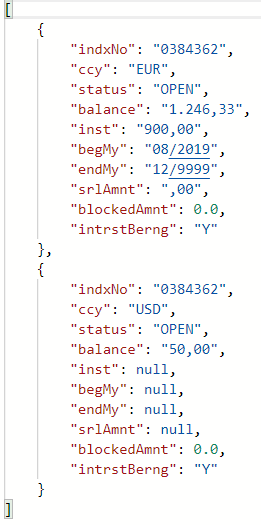 [
    {
        "indxNo": "0384362",
        "ccy": "EUR",
        "status": "OPEN",
        "balance": "1.246,33",
        "inst": "900,00",
        "begMy": "08/2019",
        "endMy": "12/9999",
        "srlAmnt": ",00",
        "blockedAmnt": 0.0,
        "intrstBerng": "Y"
    },
    {
        "indxNo": "0384362",
        "ccy": "USD",
        "status": "OPEN",
        "balance": "50,00",
        "inst": null,
        "begMy": null,
        "endMy": null,
        "srlAmnt": null,
        "blockedAmnt": 0.0,
        "intrstBerng": "Y"
    }
]